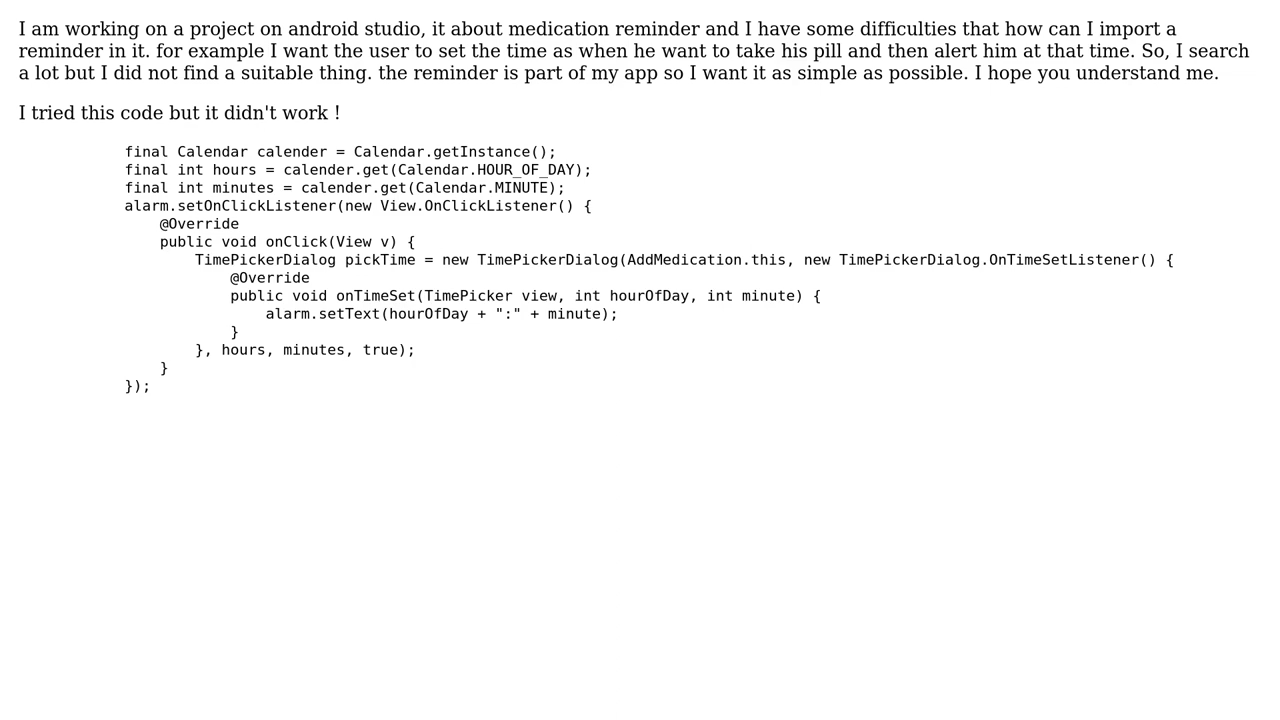 I am working on a project on android studio, it about medication reminder and I have some difficulties that how can I import a
reminder in it. for example I want the user to set the time as when he want to take his pill and then alert him at that time. So, I search
a lot but I did not find a suitable thing. the reminder is part of my app so I want it as simple as possible. I hope you understand me.
I tried this code but it didn't work !
final Calendar calender = Calendar.getInstance();
final int hours = calender.get(Calendar.HOUR_OF_DAY);
final int minutes = calender.get(Calendar.MINUTE);
alarm.setOnClickListener(new View.OnClickListener() {
    @Override
    public void onClick(View v) {
        TimePickerDialog pickTime = new TimePickerDialog(AddMedication.this, new TimePickerDialog.OnTimeSetListener() {
            @Override
            public void onTimeSet(TimePicker view, int hourOfDay, int minute) {
                alarm.setText(hourOfDay + ":" + minute);
            }
        }, hours, minutes, true);
    }
});